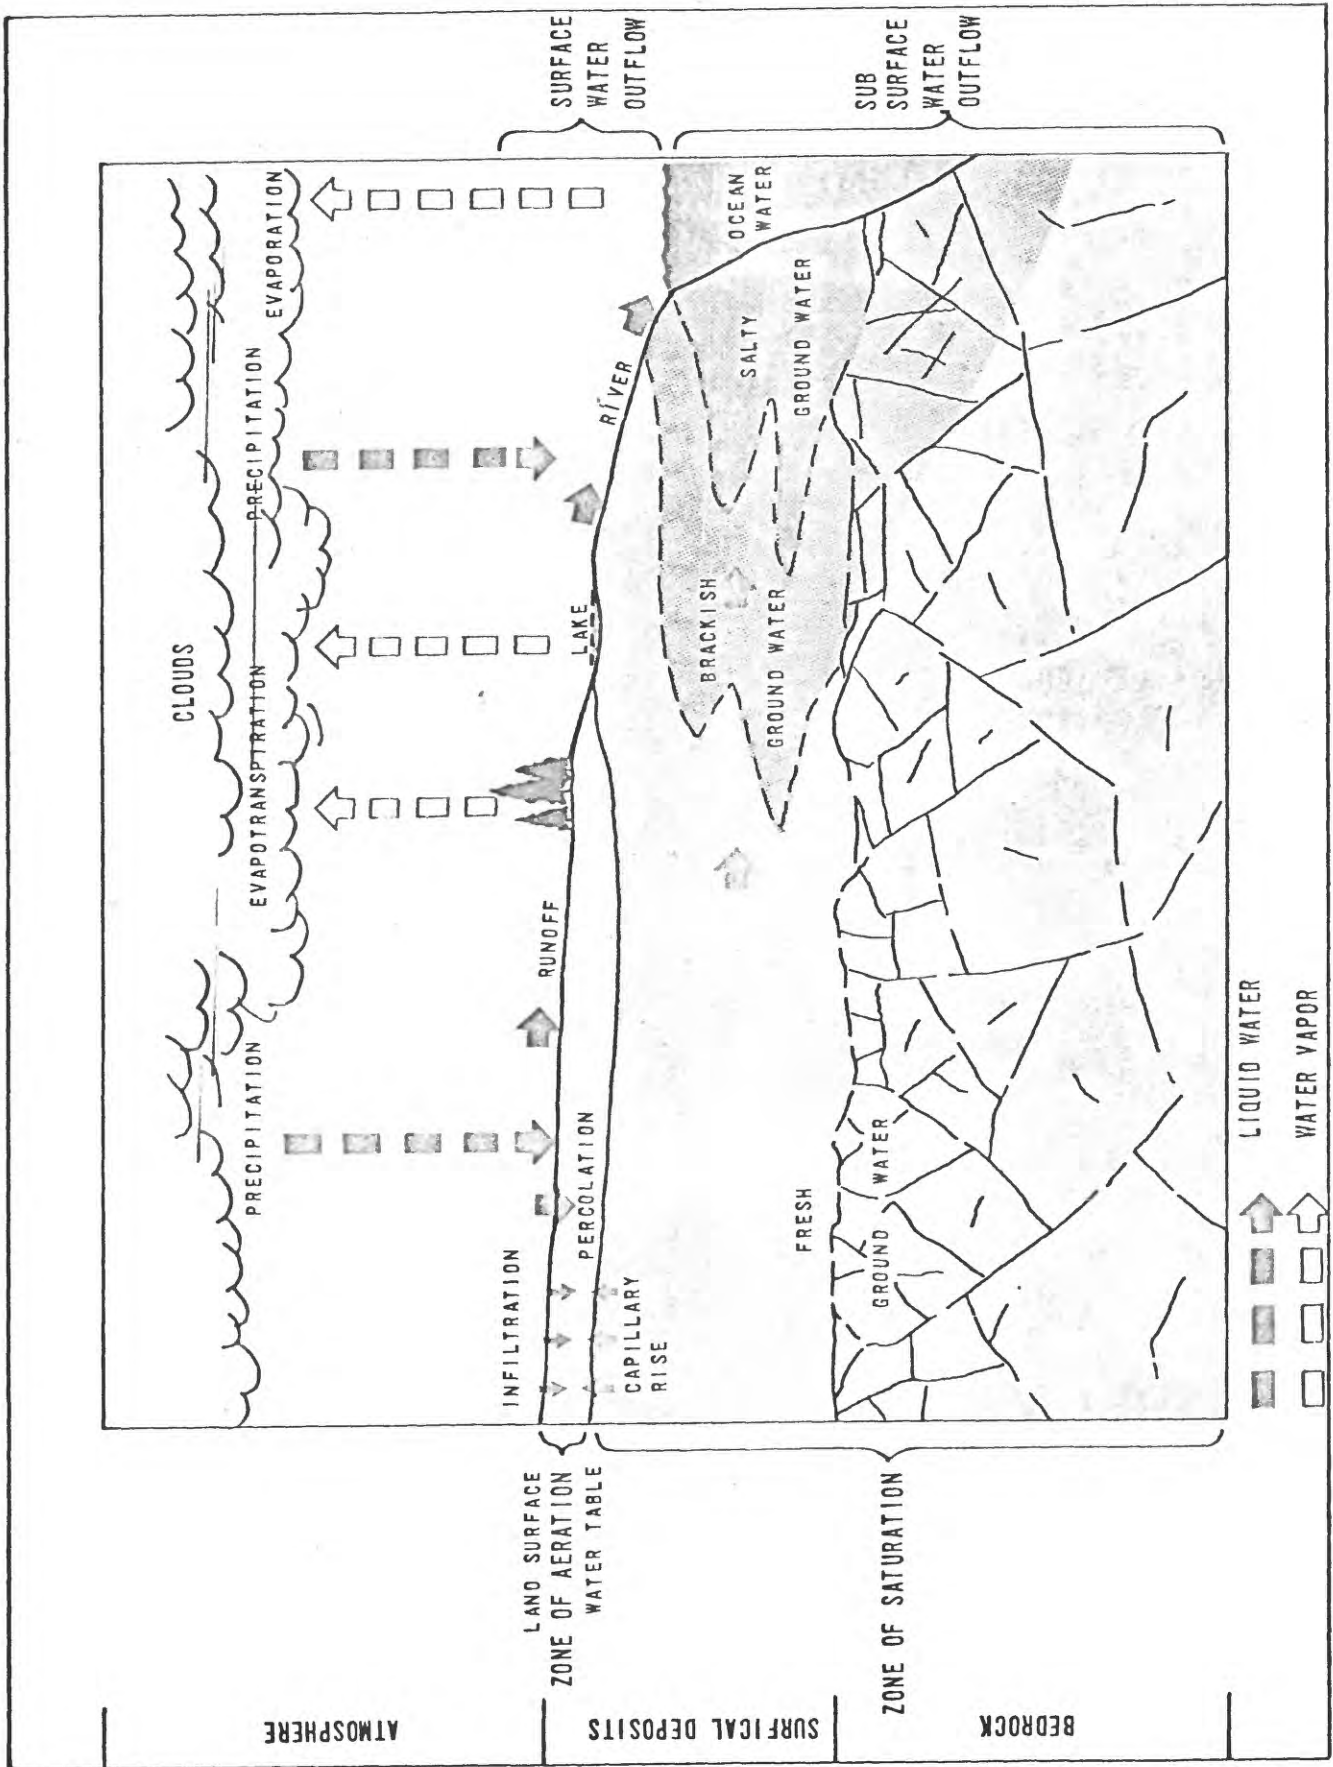 CLOUDS
PRECIPITATION
EVAPOTRANSPIRATION
PRECIPITATION
EVAPORATION
ATMOSPHERE
SURFICAL DEPOSITS
BEDROCK
LAND SURFACE
ZONE OF AERATION
WATER TABLE
ZONE OF SATURATION
INFILTRATION
PERCOLATION
CAPILLARY
RISE
RUNOFF
LAKE
RIVER
OCEAN
WATER
SALTY
GROUND WATER
BRACKISH
GROUND WATER
FRESH
GROUND WATER
SURFACE
WATER
OUTFLOW
SUB
SURFACE
WATER
OUTFLOW
LIQUID WATER
WATER VAPOR